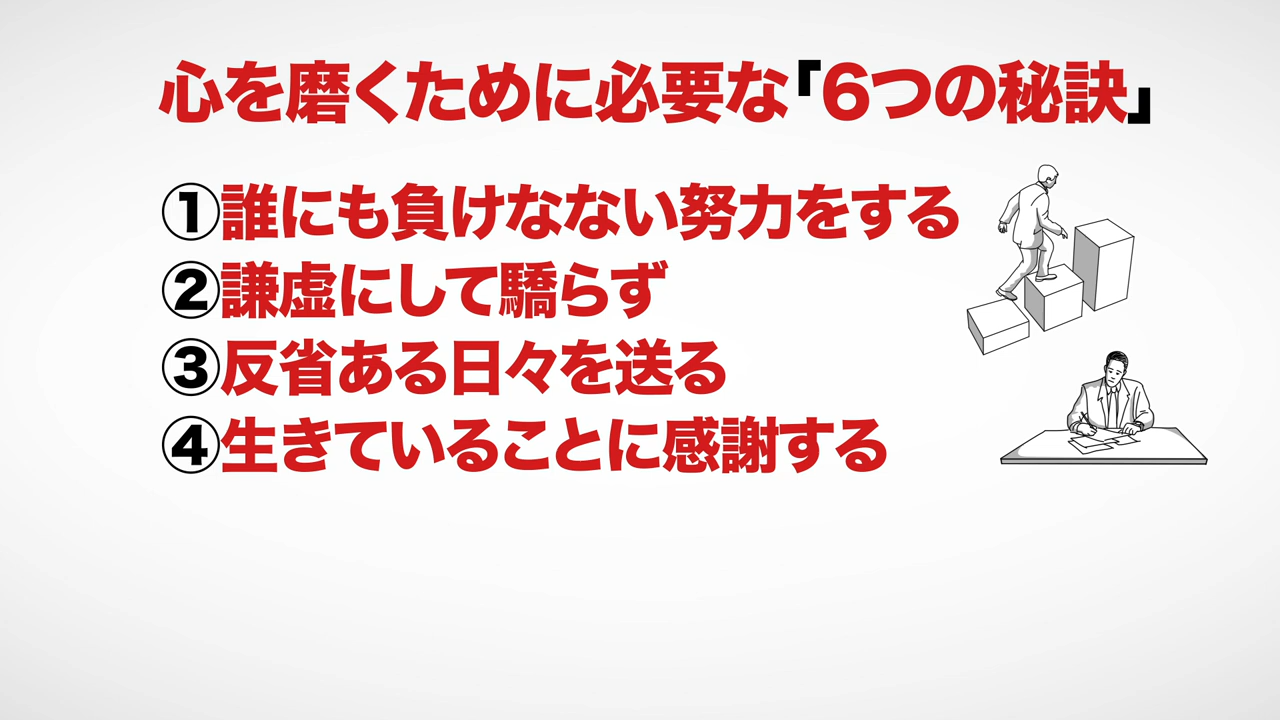 心を磨くために必要な「6つの秘訣」
①誰にも負けなない努力をする
②謙虚にして驕らず
③反省ある日々を送る
④生きていることに感謝する